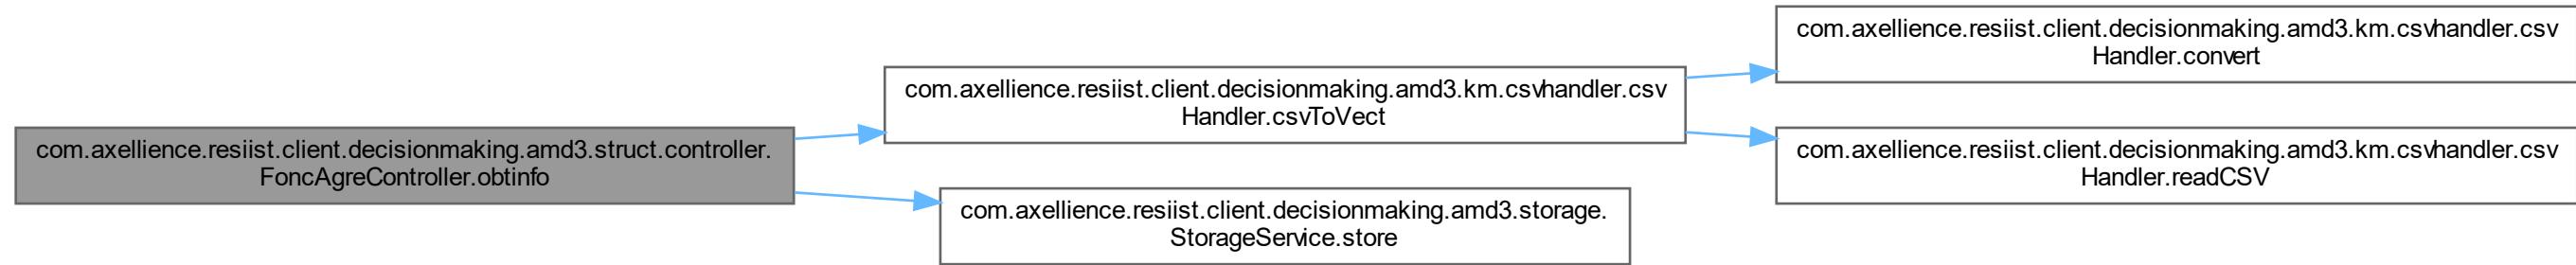 com.axellience.resiist.client.decisionmaking.amd3.struct.controller.
FoncAgreController.obtinfo
com.axellience.resiist.client.decisionmaking.amd3.km.csvhandler.csv
Handler.csvToVect
com.axellience.resiist.client.decisionmaking.amd3.storage.
StorageService.store
com.axellience.resiist.client.decisionmaking.amd3.km.csvhandler.csv
Handler.convert
com.axellience.resiist.client.decisionmaking.amd3.km.csvhandler.csv
Handler.readCSV